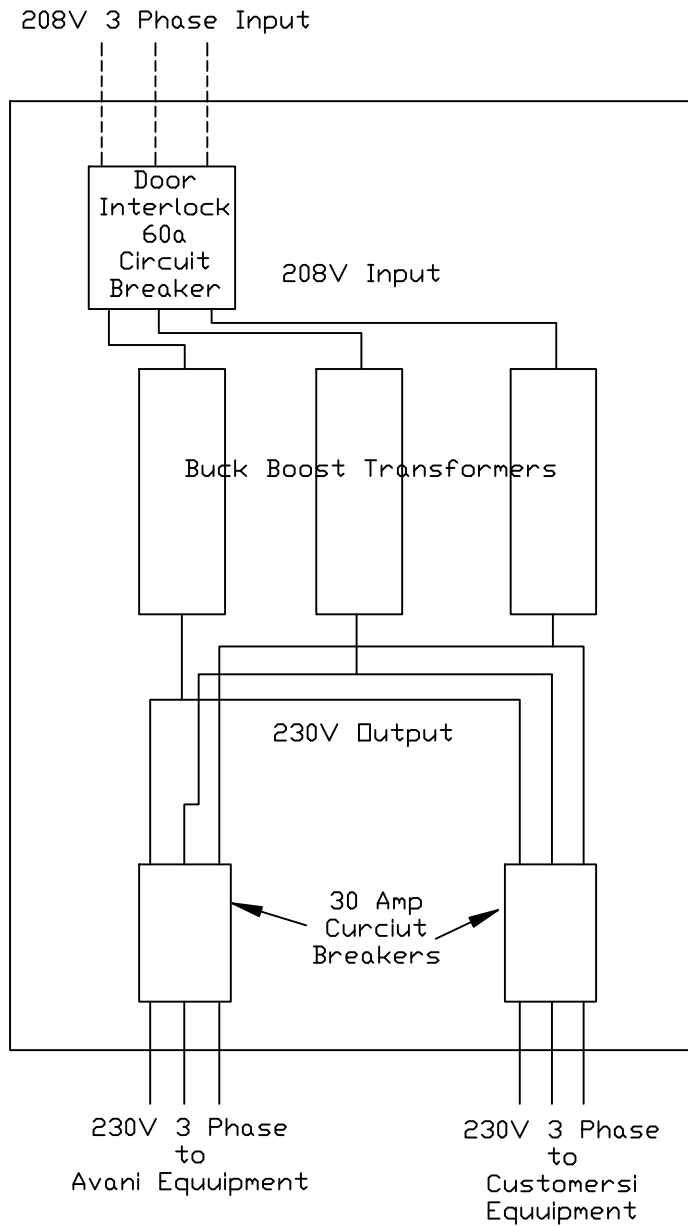 208V 3 Phase Input
Door
Interlock
60a
Circuit
Breaker
208V Input
Buck Boost Transformers
230V Output
30 Amp
Curciut
Breakers
230V 3 Phase
to
Avani Equuipment
230V 3 Phase
to
Customersi
Equuipment